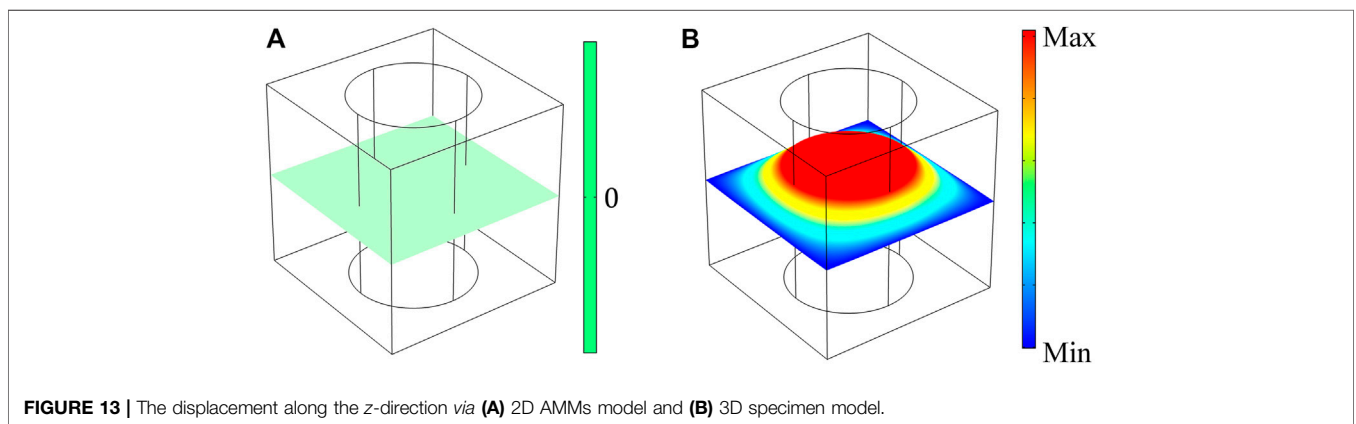 A
B
Max
0
Min
FIGURE 13 | The displacement along the z-direction via (A) 2D AMMs model and (B) 3D specimen model.